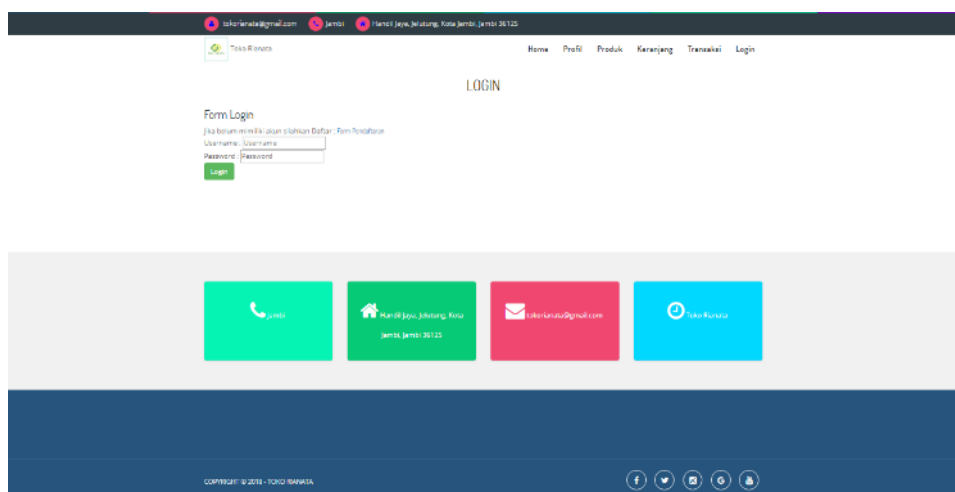 tokorianata@gmail.com Jambi Handil Jaya, Jelutung, Kota Jambi, Jambi 36125
Toko Rianata Home Profil Produk Keranjang Transaksi Login
LOGIN
Form Login
Jika belum mimiliki akun silahkan Daftar : Form Pendaftaran
Username : Username
Password : Password
Login
Jambi
Handil Jaya, Jelutung, Kota
Jambi, Jambi 36125
tokorianata@gmail.com
Toko Rianata
COPYRIGHT © 2018 - TOKO RIANATA